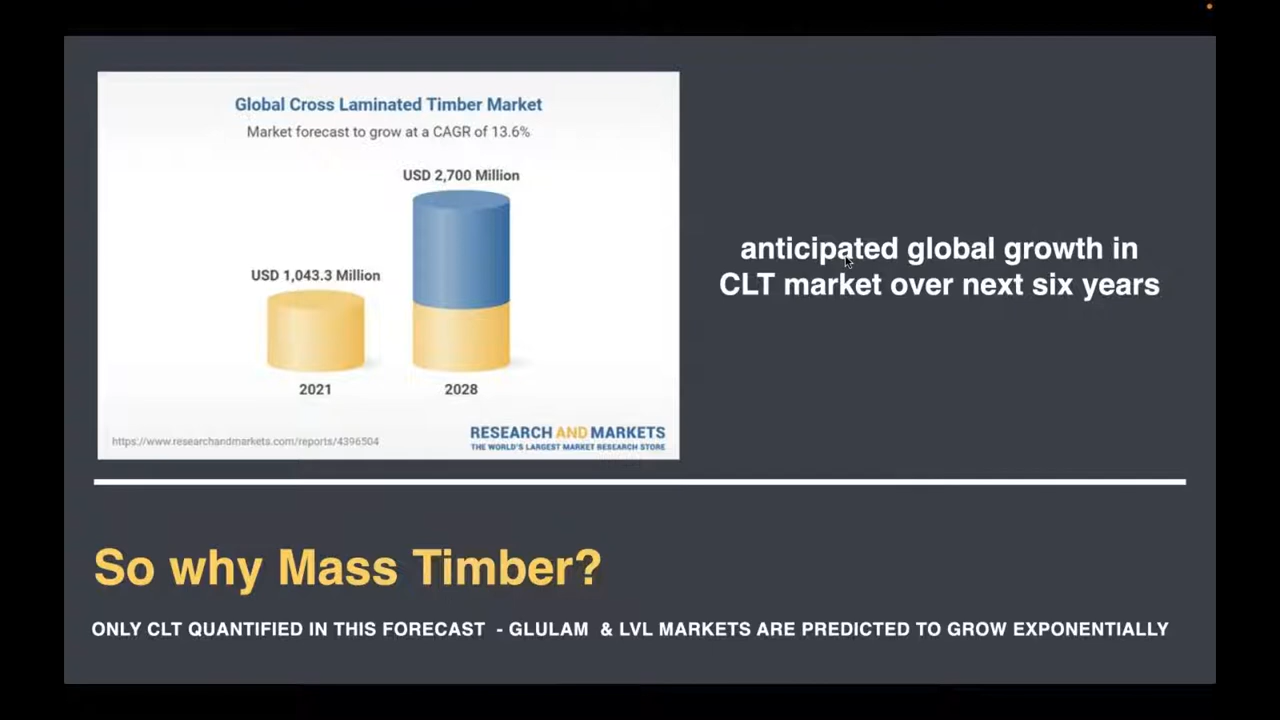 Global Cross Laminated Timber Market
Market forecast to grow at a CAGR of 13.6%
USD 2,700 Million
USD 1,043.3 Million
2021
2028
https://www.researchandmarkets.com/reports/4396504
RESEARCH AND MARKETS
THE WORLD'S LARGEST MARKET RESEARCH STORE
anticipated global growth in
CLT market over next six years
So why Mass Timber?
ONLY CLT QUANTIFIED IN THIS FORECAST - GLULAM & LVL MARKETS ARE PREDICTED TO GROW EXPONENTIALLY